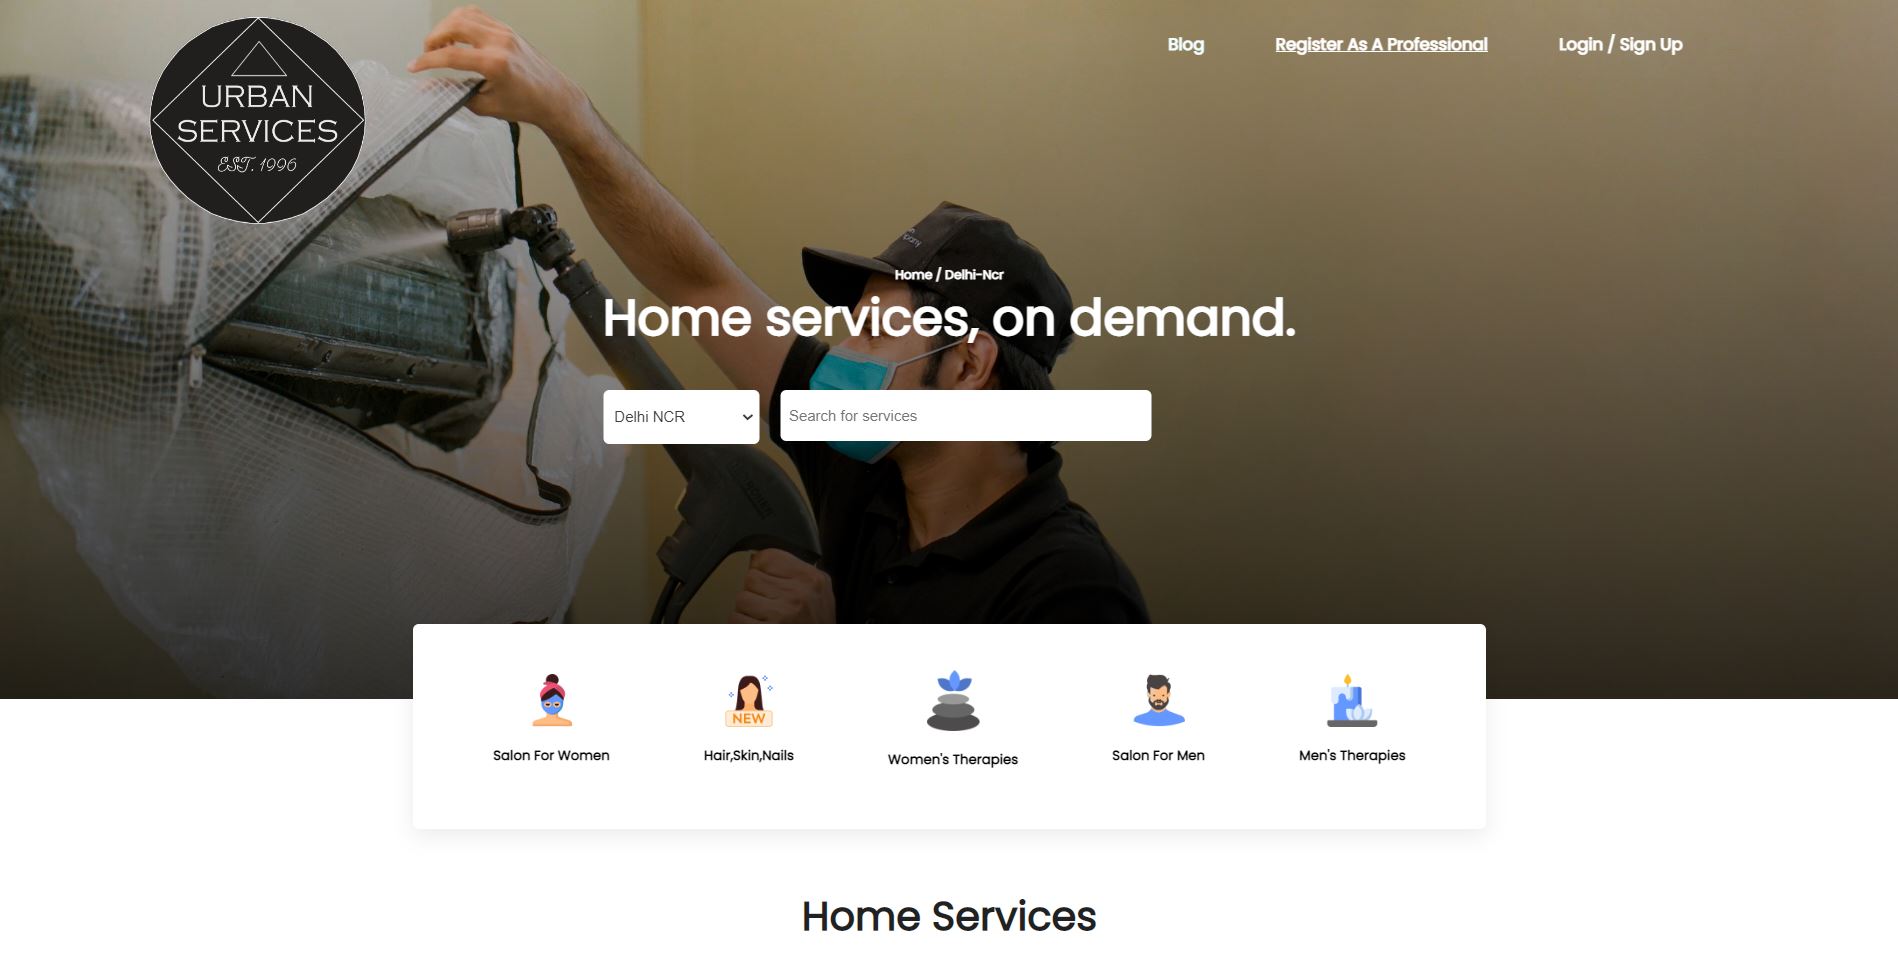 URBAN
SERVICES
EST. 1996
Blog
Register As A Professional
Login / Sign Up
Home / Delhi-Ncr
Home services, on demand.
Delhi NCR
Search for services
NEW
Salon For Women
Hair,Skin,Nails
Women's Therapies
Salon For Men
Men's Therapies
Home Services